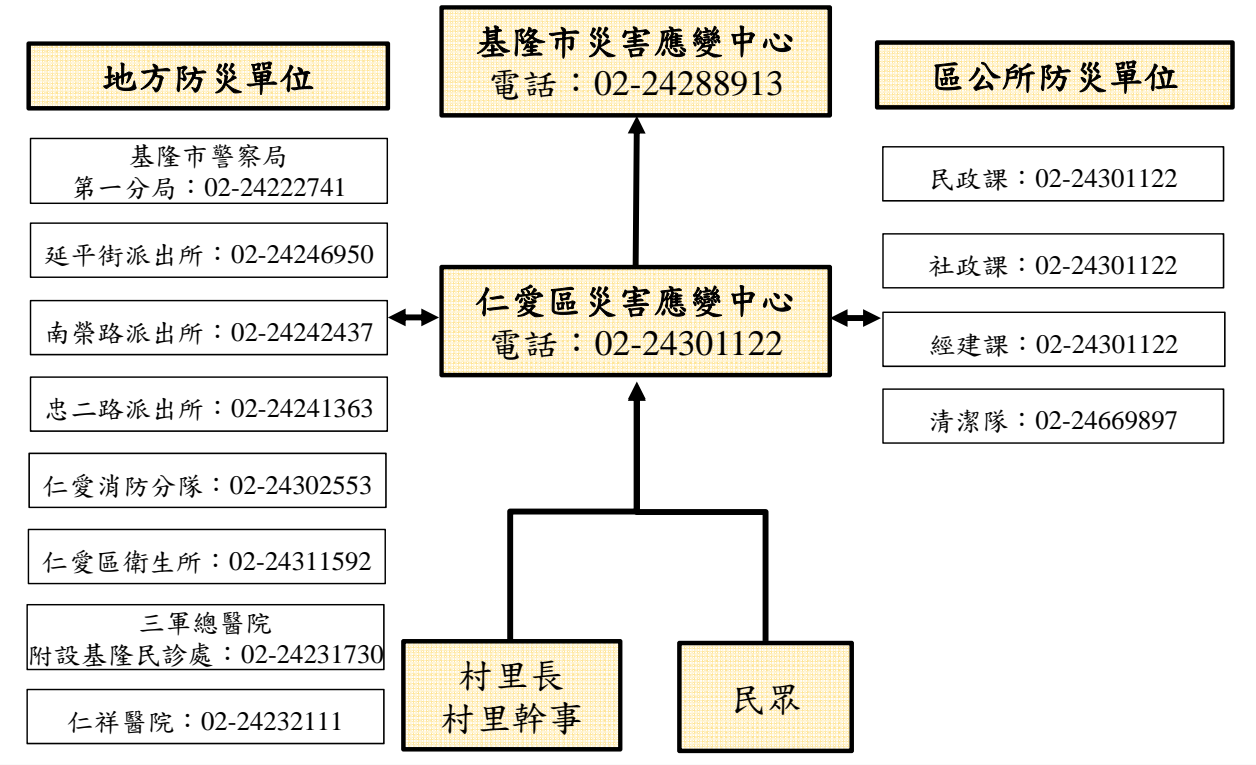 基隆市災害應變中心
電話：02-24288913
地方防災單位
基隆市警察局
第一分局：02-24222741
延平街派出所：02-24246950
南榮路派出所：02-24242437
忠二路派出所：02-24241363
仁愛消防分隊：02-24302553
仁愛區衛生所：02-24311592
三軍總醫院
附設基隆民診處：02-24231730
仁祥醫院：02-24232111
仁愛區災害應變中心
電話：02-24301122
村里長
村里幹事
民眾
區公所防災單位
民政課：02-24301122
社政課：02-24301122
經建課：02-24301122
清潔隊：02-24669897